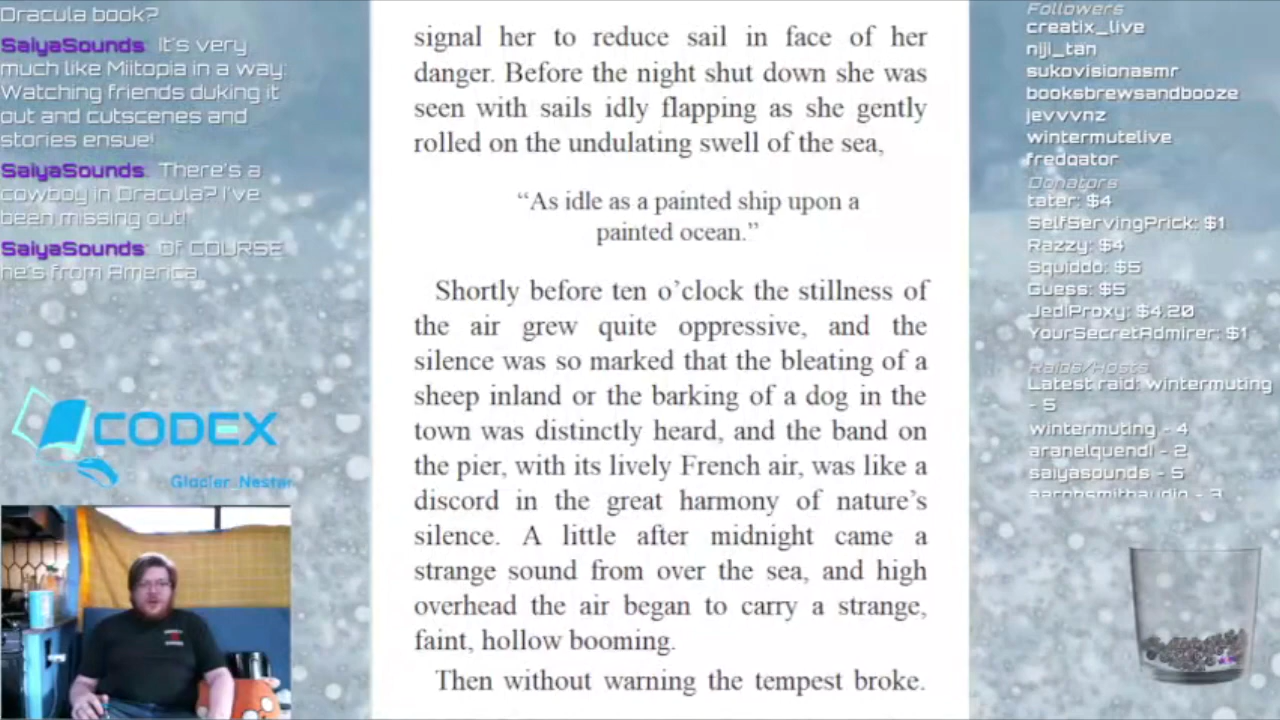 Dracula book?
SaiyaSounds: It's very
much like Miitopia in a way:
Watching friends duking it
out and cutscenes and
stories ensue!
SaiyaSounds: There's a
cowboy in Dracula? I've
been missing out!
SaiyaSounds: Of COURSE
he's from America
CODEX
Glacier_Nester
signal her to reduce sail in face of her
danger. Before the night shut down she was
seen with sails idly flapping as she gently
rolled on the undulating swell of the sea,
“As idle as a painted ship upon a
painted ocean.”
Shortly before ten o’clock the stillness of
the air grew quite oppressive, and the
silence was so marked that the bleating of a
sheep inland or the barking of a dog in the
town was distinctly heard, and the band on
the pier, with its lively French air, was like a
discord in the great harmony of nature’s
silence. A little after midnight came a
strange sound from over the sea, and high
overhead the air began to carry a strange,
faint, hollow booming.
Then without warning the tempest broke.
Followers
creatix_live
niji_tan
sukovisionasmr
booksbrewsandbooze
jevvvnz
wintermutelive
fredgator
Donators
tater: $4
SelfServingPrick: $1
Razzy: $4
Squiddo: $5
Guess: $5
JediProxy: $4.20
YourSecretAdmirer: $1
Raids/Hosts
Latest raid: wintermuting
- 5
wintermuting - 4
aranelquendi - 2
saiyasounds - 5